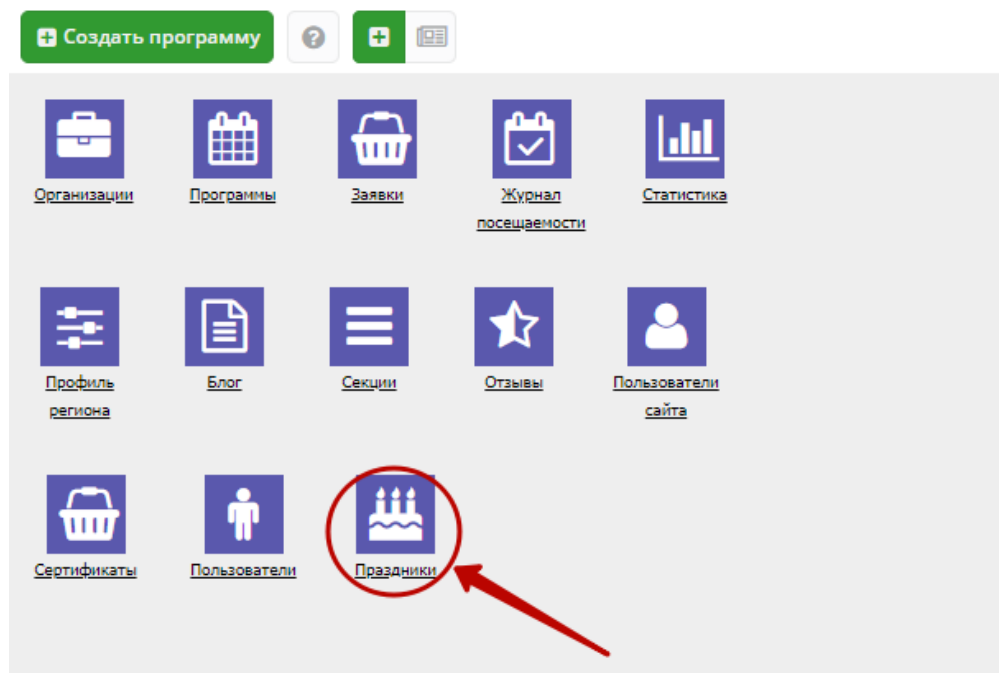 Создать программу
Организации
Программы
Заявки
Журнал
посещаемости
Статистика
Профиль
региона
Блог
Секции
Отзывы
Пользователи
сайта
Сертификаты
Пользователи
Праздники